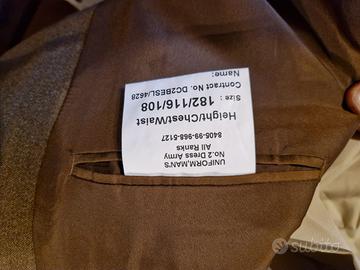 UNIFORM, MAN'S
No.2 Dress Army
All Ranks
8405-99-968-5127
Height/Chest/Waist
Size : 182/116/108
Contract No. DC2BESL/4628
Name:
subito